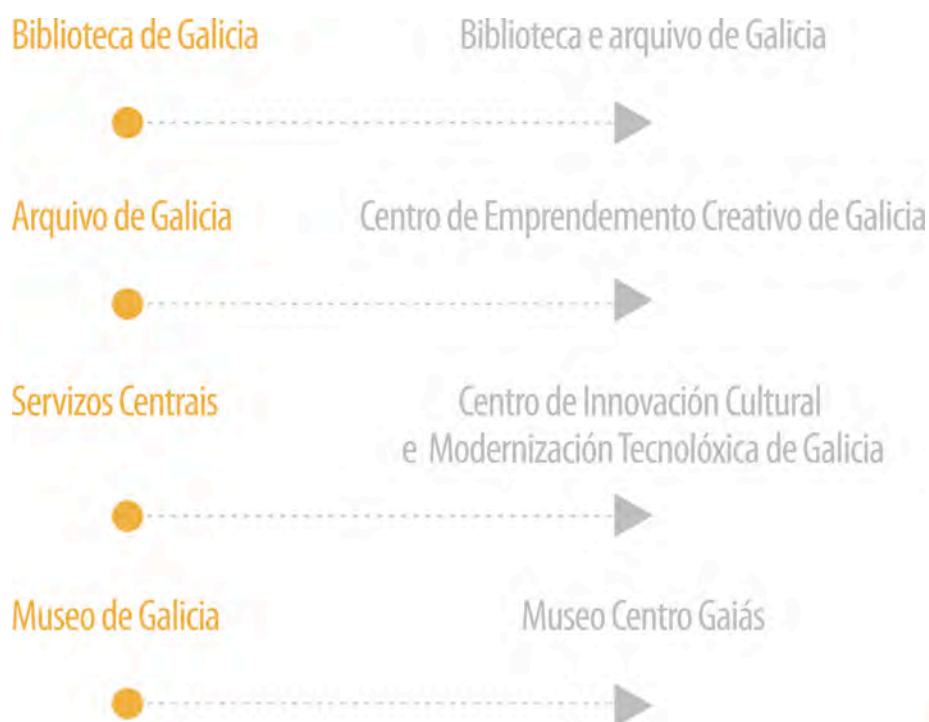 Biblioteca de Galicia
Biblioteca e arquivo de Galicia
Arquivo de Galicia
Centro de Emprendemento Creativo de Galicia
Servizos Centrais
Centro de Innovación Cultural
e Modernización Tecnolóxica de Galicia
Museo de Galicia
Museo Centro Gaiás